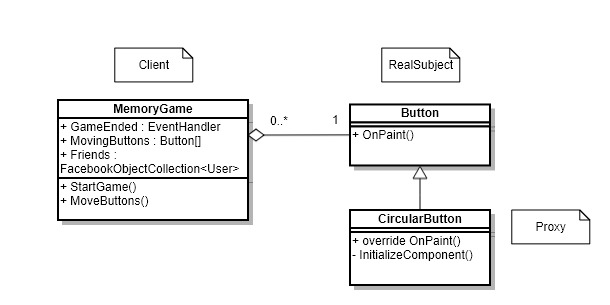 Client
RealSubject
MemoryGame
+ GameEnded : EventHandler
+ MovingButtons : Button[]
+ Friends :
FacebookObjectCollection<User>
+ StartGame()
+ MoveButtons()
0..*
1
Button
+ OnPaint()
CircularButton
+ override OnPaint()
- InitializeComponent()
Proxy